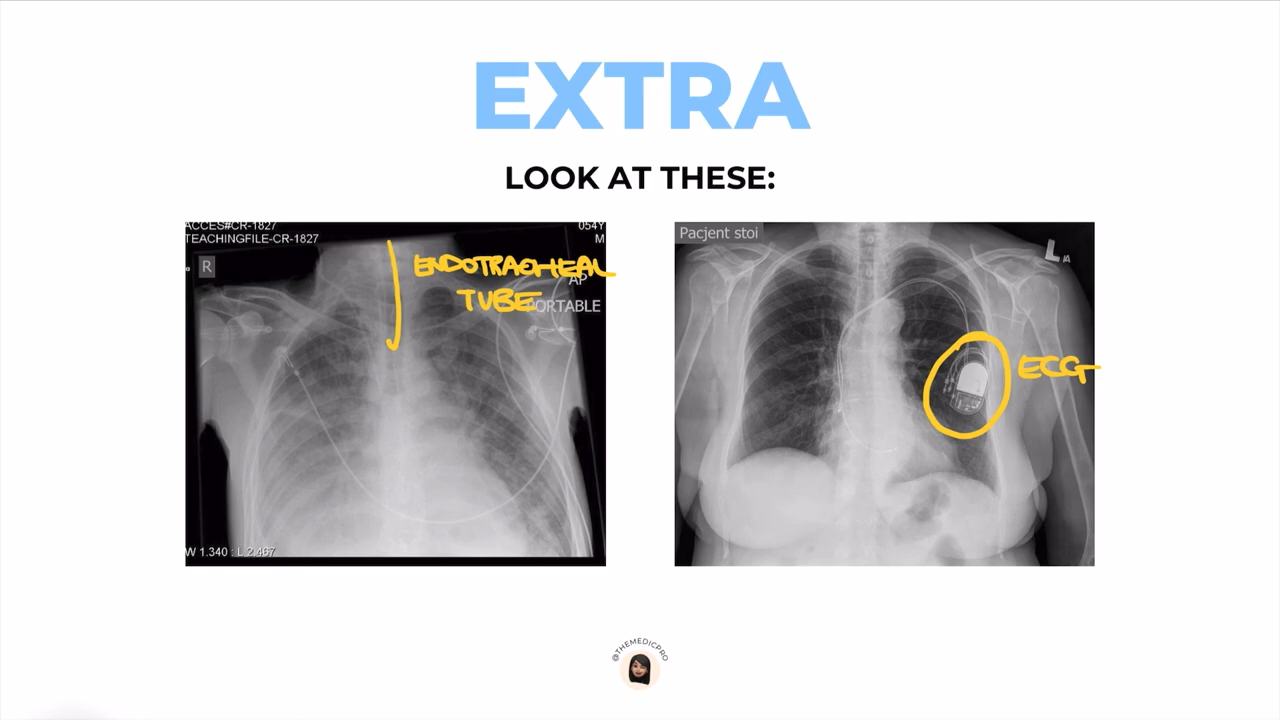 EXTRA
LOOK AT THESE:
ACCES#CR-1827
TEACHINGFILE-CR-1827
054Y
M
R
ENDOTRACHEAL
TUBE
AP
PORTABLE
W 1.340 : L 2.467
Pacjent stoi
L
ECG
@THEMEDICPRO